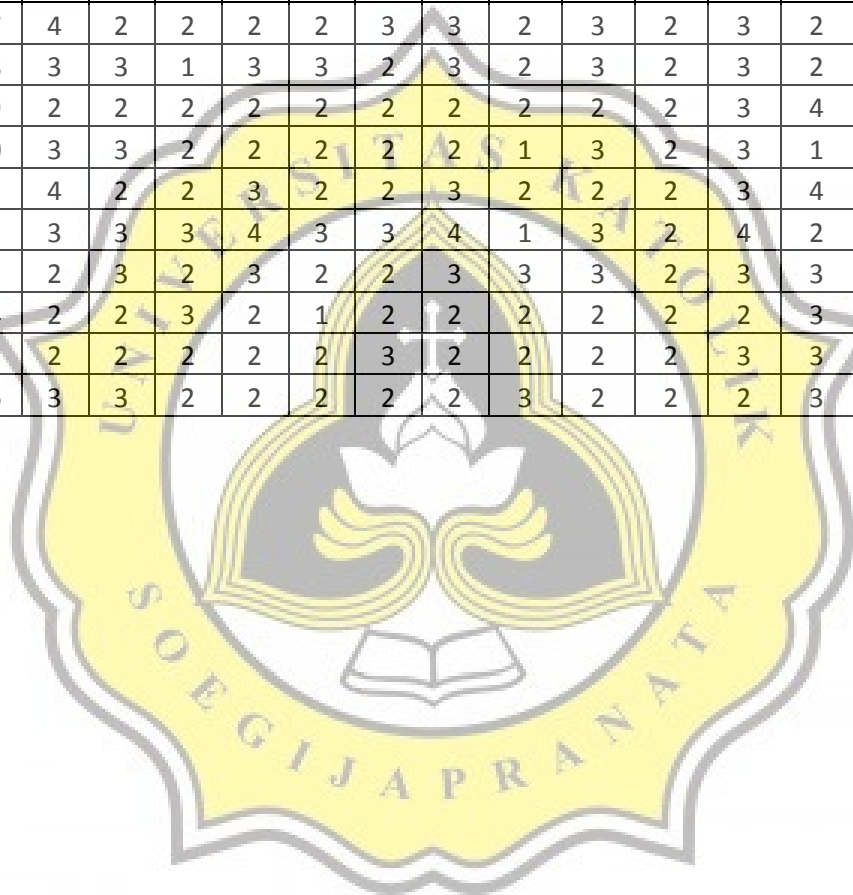 4 2 2 2 2 3 3 2 3 2 3 2
3 3 1 3 3 2 3 2 3 2 3 2
2 2 2 2 2 2 2 2 2 2 3 4
3 3 2 2 2 2 2 1 3 2 3 1
4 2 2 3 2 2 3 2 2 2 3 4
3 3 3 4 3 3 4 1 3 2 4 2
2 3 2 3 2 2 3 3 3 2 3 3
2 2 3 2 1 2 2 2 2 2 2 3
2 2 2 2 2 3 2 2 2 2 3 3
3 3 2 2 2 2 2 3 2 2 2 3
UNIVERSITAS KATOLIK
SOEGIJAPRANATA